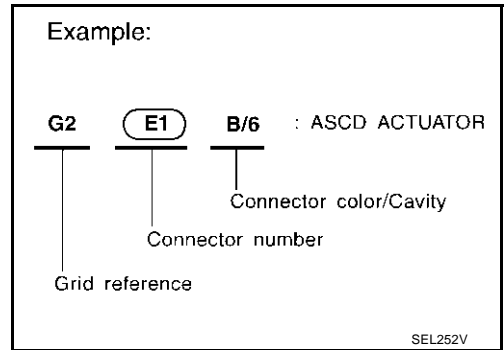 Example:
G2 E1 B/6 : ASCD ACTUATOR
Connector color/Cavity
Connector number
Grid reference
SEL252V